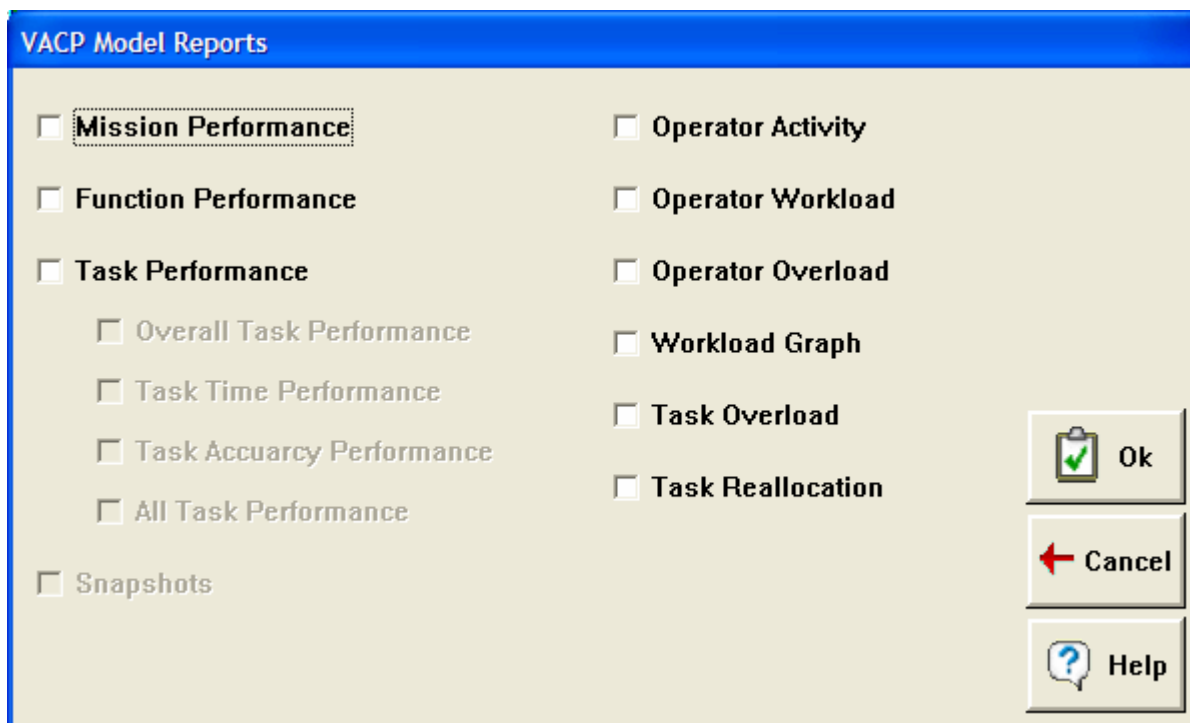 VACP Model Reports
Mission Performance
Function Performance
Task Performance
Overall Task Performance
Task Time Performance
Task Accuarcy Performance
All Task Performance
Snapshots
Operator Activity
Operator Workload
Operator Overload
Workload Graph
Task Overload
Task Reallocation
Ok
Cancel
Help